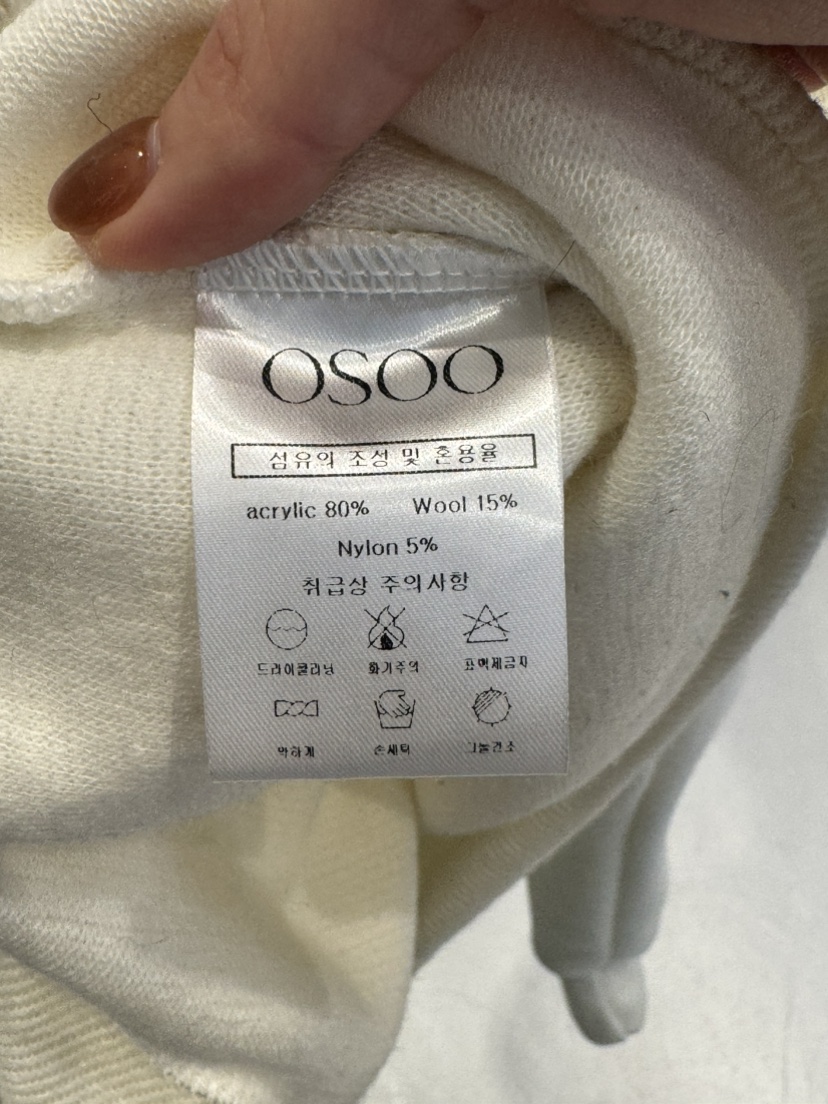 OSOO
섬유의 조성 및 혼용율
acrylic 80% Wool 15%
Nylon 5%
취급상 주의사항
드라이클리닝 화기주의 표백제금지
약하게 손세탁 그늘건조